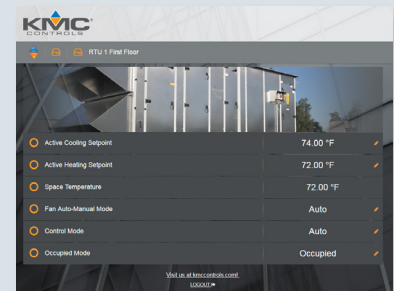 KMC
CONTROLS
RTU 1 First Floor
Active Cooling Setpoint 74.00 °F
Active Heating Setpoint 72.00 °F
Space Temperature 72.00 °F
Fan Auto-Manual Mode Auto
Control Mode Auto
Occupied Mode Occupied
Visit us at kmccontrols.com!
LOGOUT